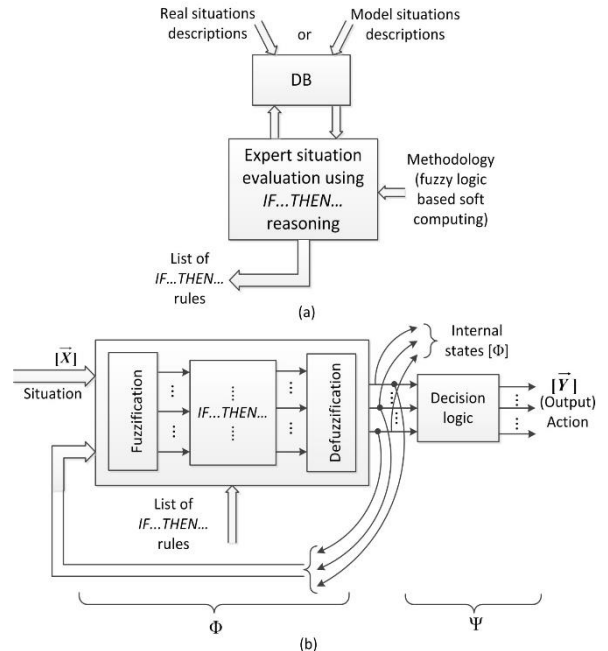 Real situations
descriptions
or
Model situations
descriptions
DB
Expert situation
evaluation using
IF...THEN...
reasoning
Methodology
(fuzzy logic
based soft
computing)
List of
IF...THEN...
rules
(a)
[X⃗]
Situation
Fuzzification
IF...THEN...
Defuzzification
Internal
states [Φ]
Decision
logic
[Y⃗]
(Output)
Action
List of
IF...THEN...
rules
Φ
Ψ
(b)